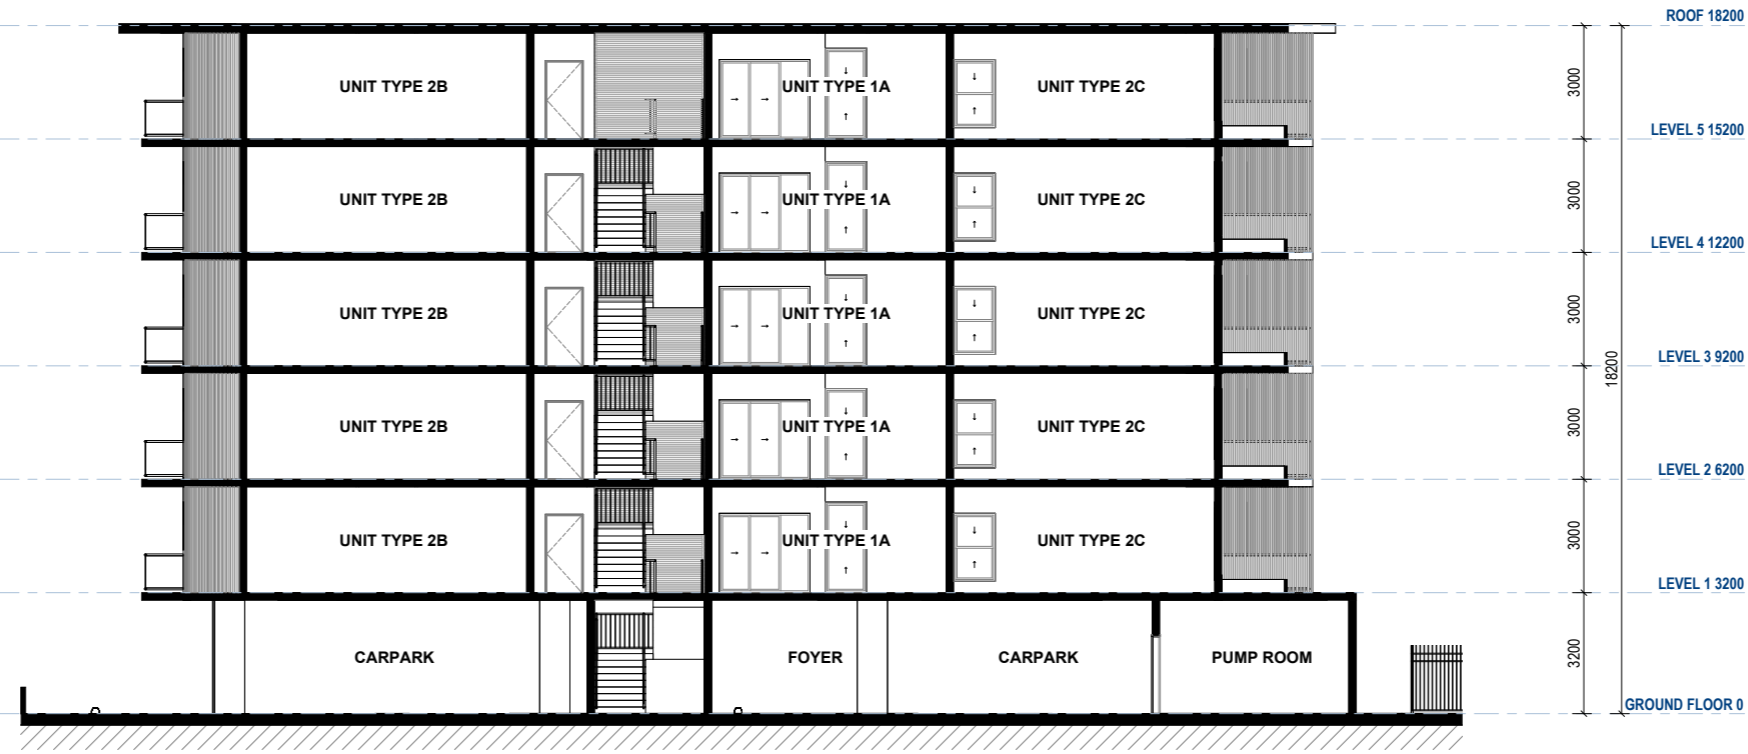 ROOF 18200
UNIT TYPE 2B
UNIT TYPE 1A
UNIT TYPE 2C
3000
LEVEL 5 15200
UNIT TYPE 2B
UNIT TYPE 1A
UNIT TYPE 2C
3000
LEVEL 4 12200
UNIT TYPE 2B
UNIT TYPE 1A
UNIT TYPE 2C
3000
LEVEL 3 9200
18200
UNIT TYPE 2B
UNIT TYPE 1A
UNIT TYPE 2C
3000
LEVEL 2 6200
UNIT TYPE 2B
UNIT TYPE 1A
UNIT TYPE 2C
3000
LEVEL 1 3200
CARPARK
FOYER
CARPARK
PUMP ROOM
3200
GROUND FLOOR 0